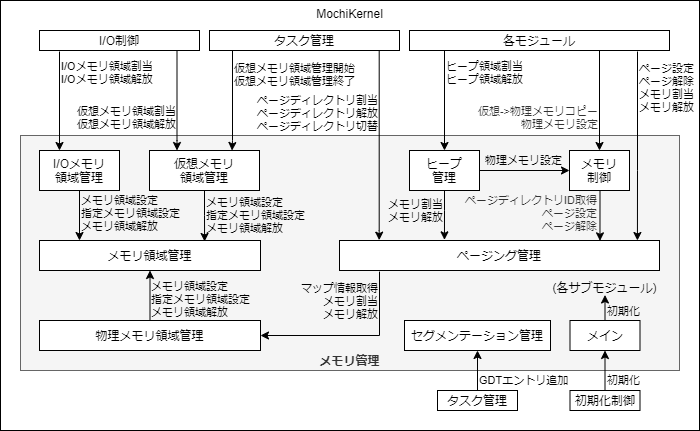 MochiKernel
I/O制御
タスク管理
各モジュール
I/Oメモリ領域割当
I/Oメモリ領域解放
仮想メモリ領域割当
仮想メモリ領域解放
仮想メモリ領域管理開始
仮想メモリ領域管理終了
ページディレクトリ割当
ページディレクトリ解放
ページディレクトリ切替
ヒープ領域割当
ヒープ領域解放
仮想->物理メモリコピー
物理メモリ設定
ページ設定
ページ解除
メモリ割当
メモリ解放
I/Oメモリ
領域管理
仮想メモリ
領域管理
ヒープ
管理
物理メモリ設定
メモリ
制御
メモリ領域設定
指定メモリ領域設定
メモリ領域解放
メモリ領域設定
指定メモリ領域設定
メモリ領域解放
メモリ割当
メモリ解放
ページディレクトリID取得
ページ設定
ページ解除
メモリ領域管理
ページング管理
メモリ領域設定
指定メモリ領域設定
メモリ領域解放
マップ情報取得
メモリ割当
メモリ解放
(各サブモジュール)
初期化
物理メモリ領域管理
セグメンテーション管理
メイン
メモリ管理
GDTエントリ追加
初期化
タスク管理
初期化制御